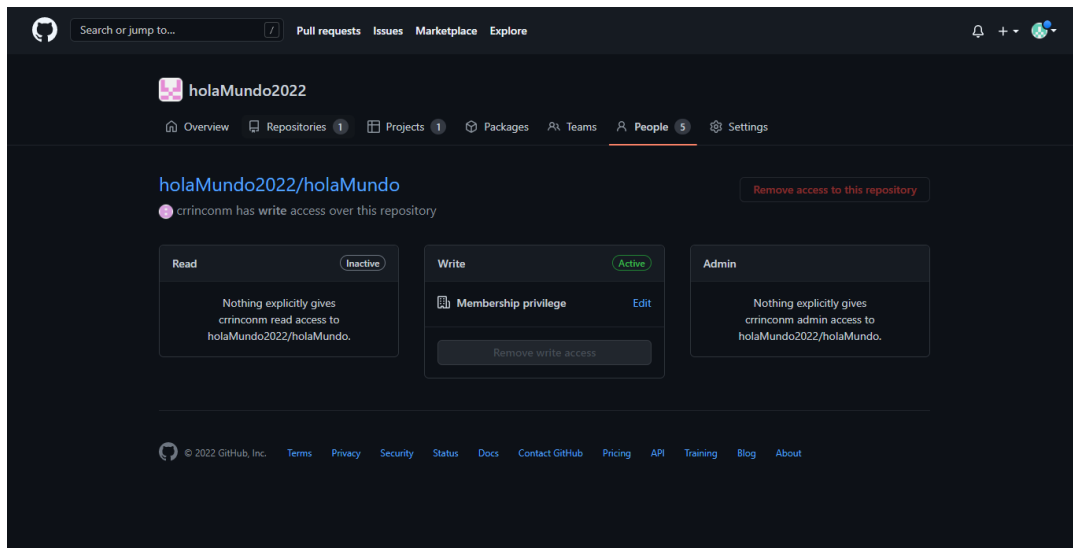 Search or jump to... / Pull requests Issues Marketplace Explore
holaMundo2022
Overview Repositories 1 Projects 1 Packages Teams People 5 Settings
holaMundo2022/holaMundo
Remove access to this repository
crrinconm has write access over this repository
Read Inactive
Nothing explicitly gives
crrinconm read access to
holaMundo2022/holaMundo.
Write Active
Membership privilege Edit
Remove write access
Admin
Nothing explicitly gives
crrinconm admin access to
holaMundo2022/holaMundo.
© 2022 GitHub, Inc. Terms Privacy Security Status Docs Contact GitHub Pricing API Training Blog About